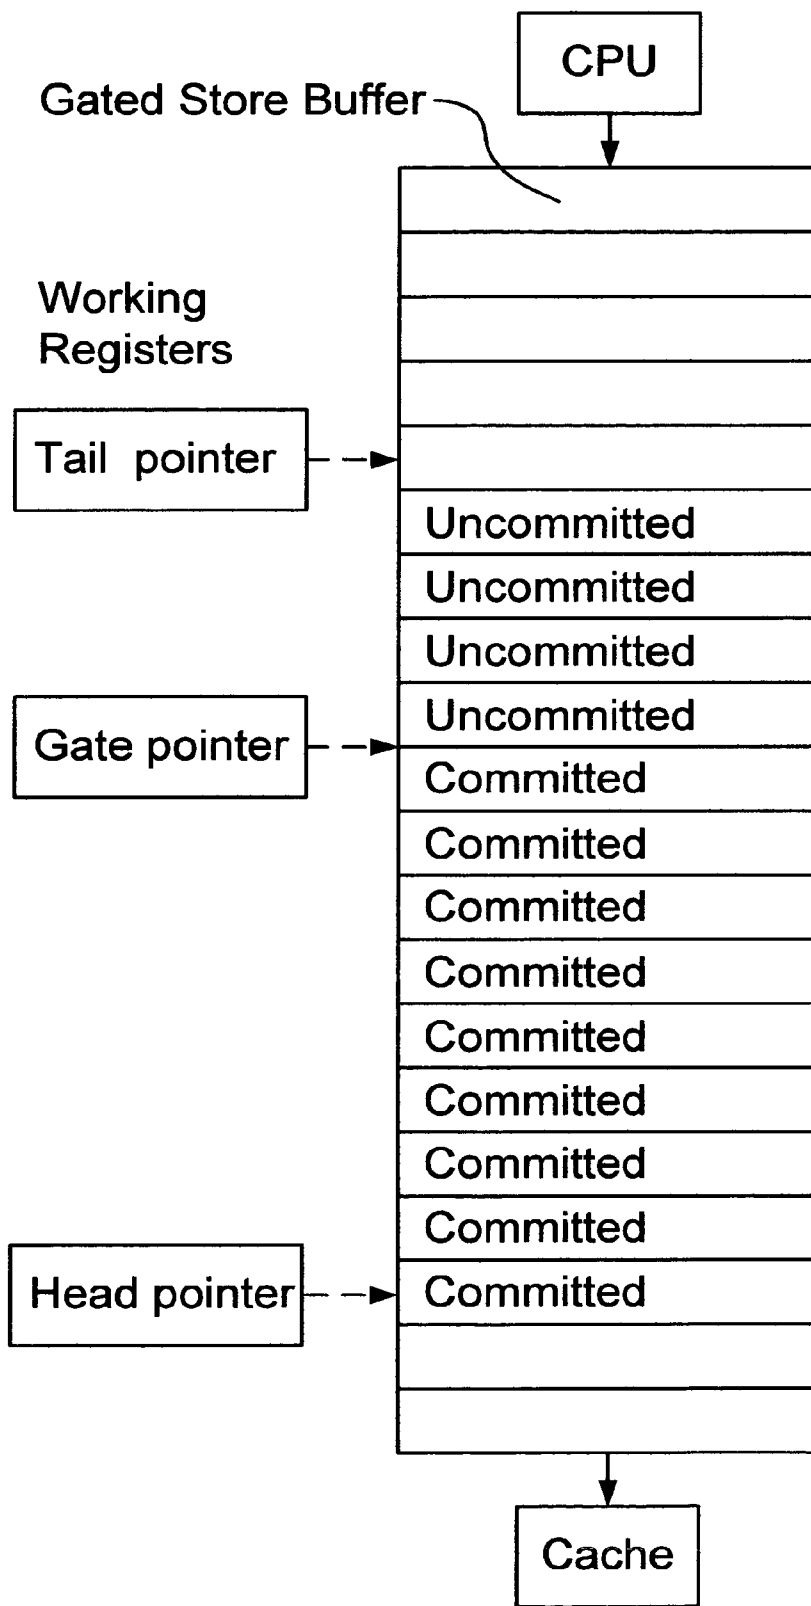 CPU
Gated Store Buffer
Working
Registers
Tail pointer
Uncommitted
Uncommitted
Uncommitted
Uncommitted
Gate pointer
Committed
Committed
Committed
Committed
Committed
Committed
Committed
Committed
Head pointer
Committed
Cache